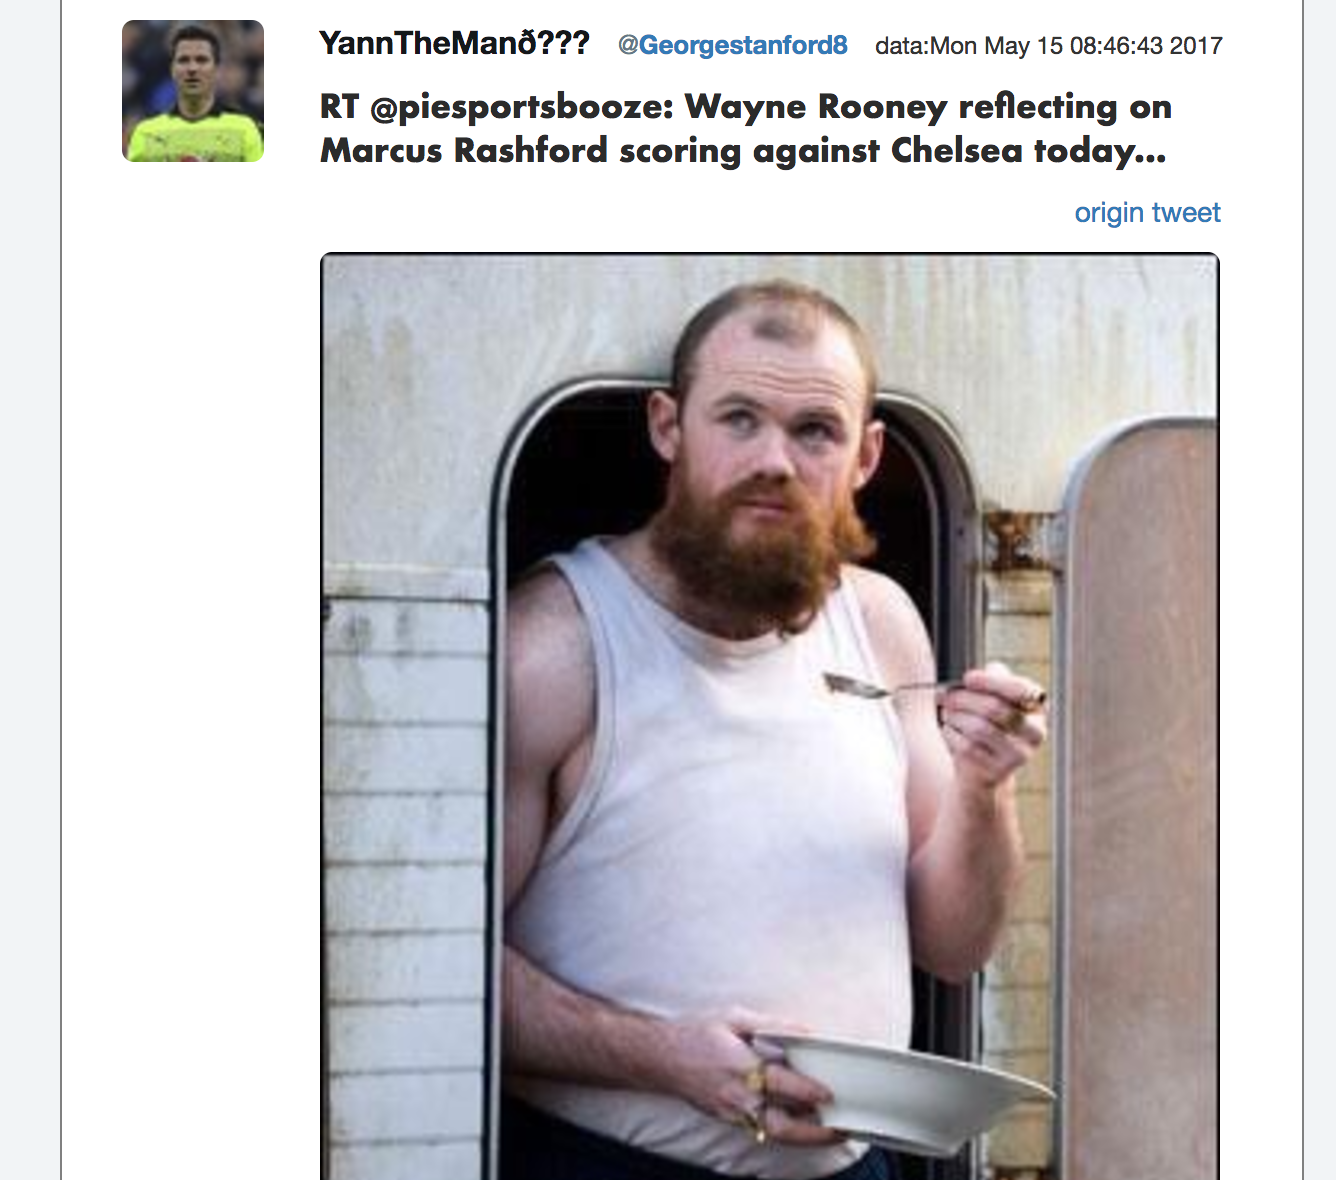 YannTheManð??? @Georgestanford8 data:Mon May 15 08:46:43 2017
RT @piesportsbooze: Wayne Rooney reflecting on
Marcus Rashford scoring against Chelsea today...
origin tweet